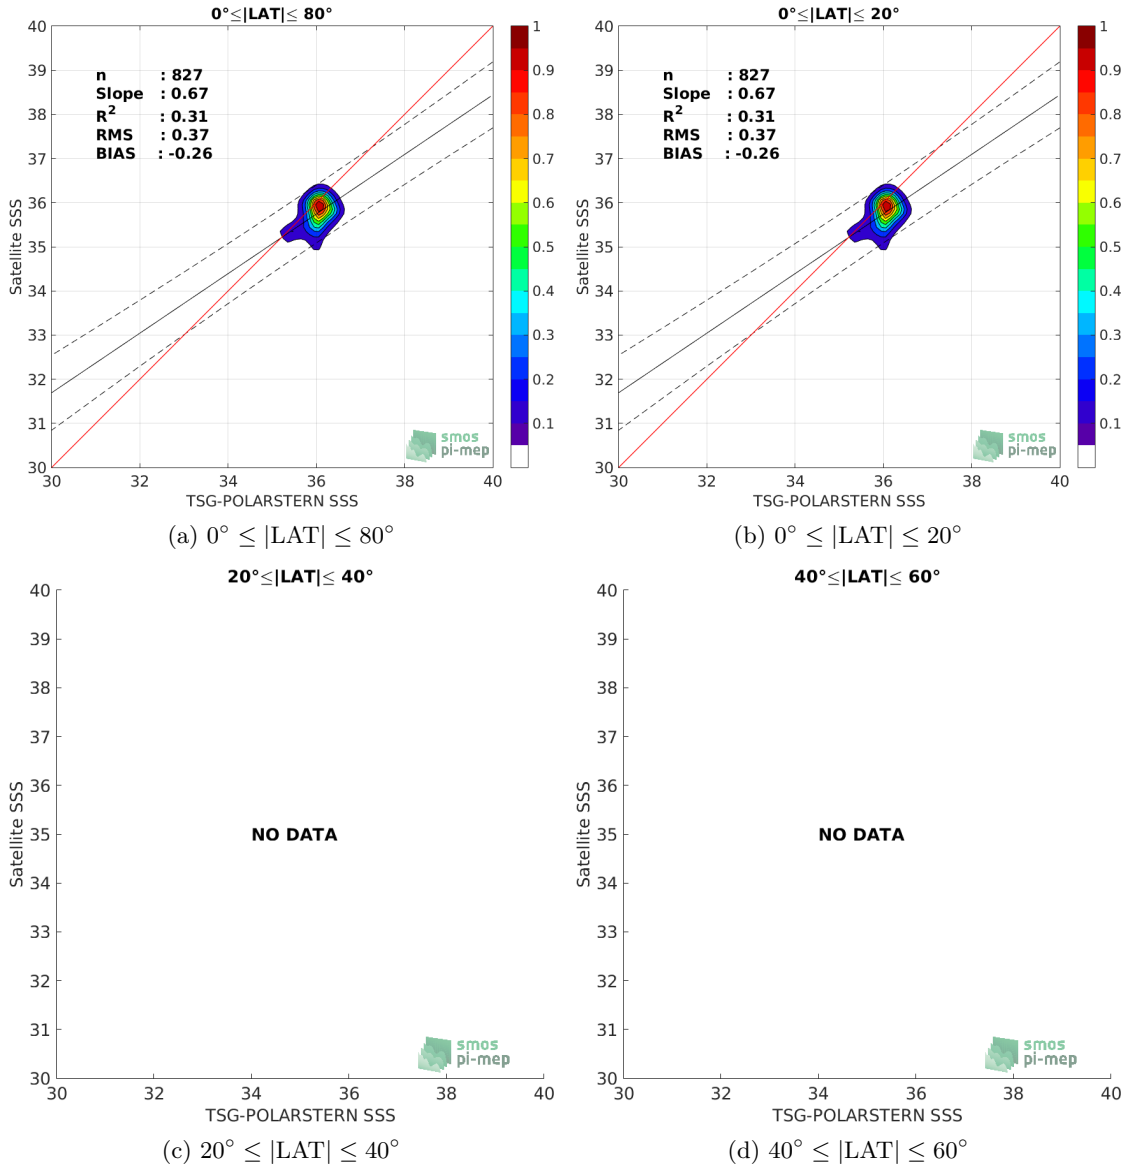 0°≤|LAT|≤ 80°
40
39
38
37
36
35
34
33
32
31
30
Satellite SSS
n : 827
Slope : 0.67
R² : 0.31
RMS : 0.37
BIAS : -0.26
smos
pi-mep
30 32 34 36 38 40
TSG-POLARSTERN SSS
1
0.9
0.8
0.7
0.6
0.5
0.4
0.3
0.2
0.1
(a) 0° ≤ |LAT| ≤ 80°
0°≤|LAT|≤ 20°
40
39
38
37
36
35
34
33
32
31
30
Satellite SSS
n : 827
Slope : 0.67
R² : 0.31
RMS : 0.37
BIAS : -0.26
smos
pi-mep
30 32 34 36 38 40
TSG-POLARSTERN SSS
1
0.9
0.8
0.7
0.6
0.5
0.4
0.3
0.2
0.1
(b) 0° ≤ |LAT| ≤ 20°
20°≤|LAT|≤ 40°
40
39
38
37
36
35
34
33
32
31
30
Satellite SSS
NO DATA
smos
pi-mep
30 32 34 36 38 40
TSG-POLARSTERN SSS
(c) 20° ≤ |LAT| ≤ 40°
40°≤|LAT|≤ 60°
40
39
38
37
36
35
34
33
32
31
30
Satellite SSS
NO DATA
smos
pi-mep
30 32 34 36 38 40
TSG-POLARSTERN SSS
(d) 40° ≤ |LAT| ≤ 60°